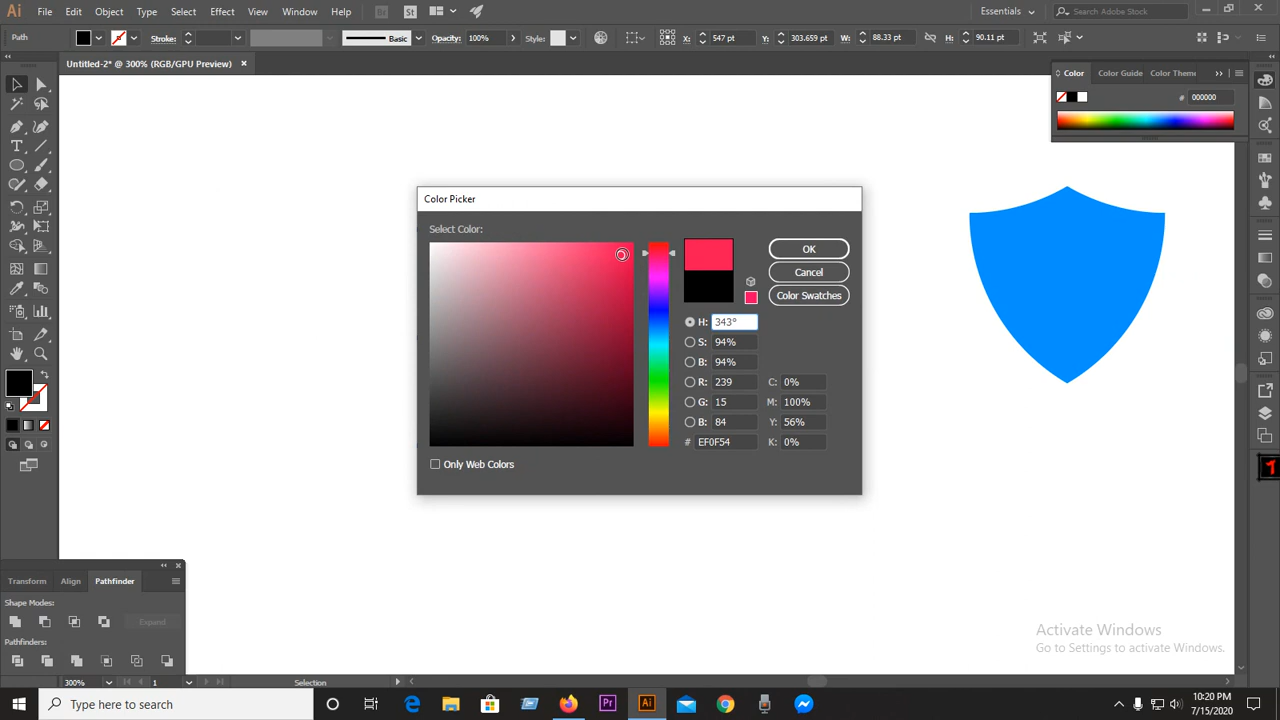 Ai File Edit Object Type Select Effect View Window Help Br St Essentials Search Adobe Stock
Path Stroke: Basic Opacity: 100% Style: X: 547 pt Y: 303.659 pt W: 88.33 pt H: 90.11 pt
Untitled-2* @ 300% (RGB/GPU Preview) ×
Color Color Guide Color Theme
# 000000
Color Picker
Select Color:
OK
Cancel
Color Swatches
H: 343°
S: 94%
B: 94%
R: 239 C: 0%
G: 15 M: 100%
B: 84 Y: 56%
# EF0F54 K: 0%
Only Web Colors
Transform Align Pathfinder
Shape Modes:
Expand
Pathfinders:
Activate Windows
Go to Settings to activate Windows.
300% 1 Selection
Type here to search
Pr Ai
10:20 PM
7/15/2020